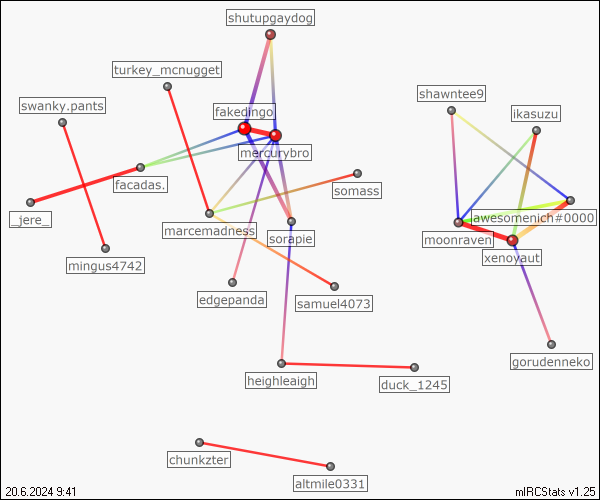 shutupgaydog
turkey_mcnugget
shawntee9
swanky.pants
fakedingo
ikasuzu
mercurybro
facadas.
somass
_jere_
awesomenich#0000
marcemadness
sorapie
moonraven
xenoyaut
mingus4742
edgepanda
samuel4073
gorudenneko
heighleaigh
duck_1245
chunkzter
altmile0331
20.6.2024 9:41
mIRCStats v1.25